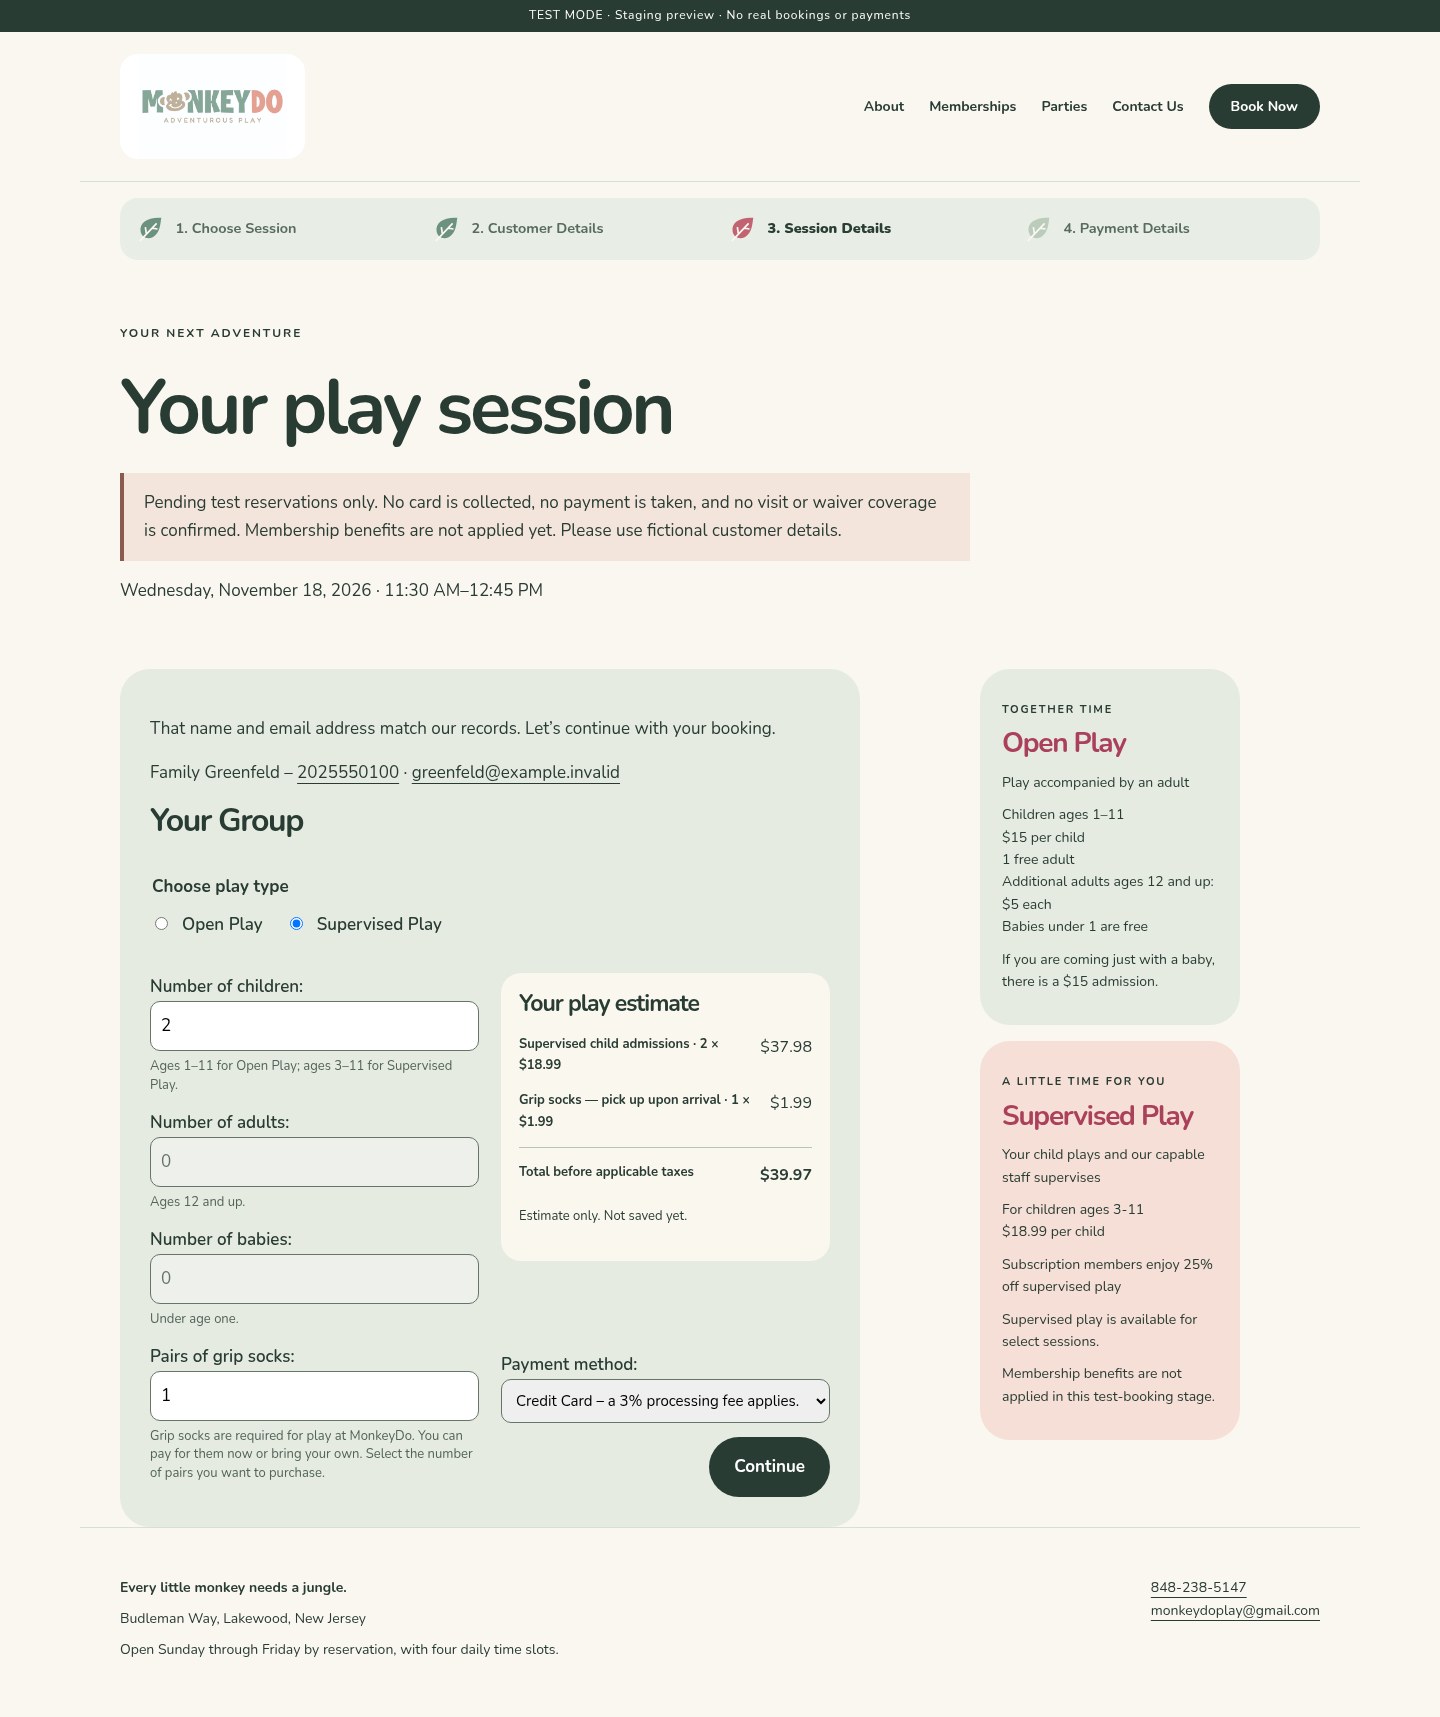 TEST MODE · Staging preview · No real bookings or payments
MONKEYDO
ADVENTUROUS PLAY
About
Memberships
Parties
Contact Us
Book Now
1. Choose Session
2. Customer Details
3. Session Details
4. Payment Details
YOUR NEXT ADVENTURE
Your play session
Pending test reservations only. No card is collected, no payment is taken, and no visit or waiver coverage
is confirmed. Membership benefits are not applied yet. Please use fictional customer details.
Wednesday, November 18, 2026 · 11:30 AM–12:45 PM
That name and email address match our records. Let’s continue with your booking.
Family Greenfeld – 2025550100 · greenfeld@example.invalid
Your Group
Choose play type
Open Play
Supervised Play
Number of children:
2
Ages 1–11 for Open Play; ages 3–11 for Supervised
Play.
Number of adults:
0
Ages 12 and up.
Number of babies:
0
Under age one.
Pairs of grip socks:
1
Grip socks are required for play at MonkeyDo. You can
pay for them now or bring your own. Select the number
of pairs you want to purchase.
Your play estimate
Supervised child admissions · 2 ×
$18.99
$37.98
Grip socks — pick up upon arrival · 1 ×
$1.99
$1.99
Total before applicable taxes
$39.97
Estimate only. Not saved yet.
Payment method:
Credit Card – a 3% processing fee applies.
Continue
TOGETHER TIME
Open Play
Play accompanied by an adult
Children ages 1–11
$15 per child
1 free adult
Additional adults ages 12 and up:
$5 each
Babies under 1 are free
If you are coming just with a baby,
there is a $15 admission.
A LITTLE TIME FOR YOU
Supervised Play
Your child plays and our capable
staff supervises
For children ages 3-11
$18.99 per child
Subscription members enjoy 25%
off supervised play
Supervised play is available for
select sessions.
Membership benefits are not
applied in this test-booking stage.
Every little monkey needs a jungle.
Budleman Way, Lakewood, New Jersey
Open Sunday through Friday by reservation, with four daily time slots.
848-238-5147
monkeydoplay@gmail.com